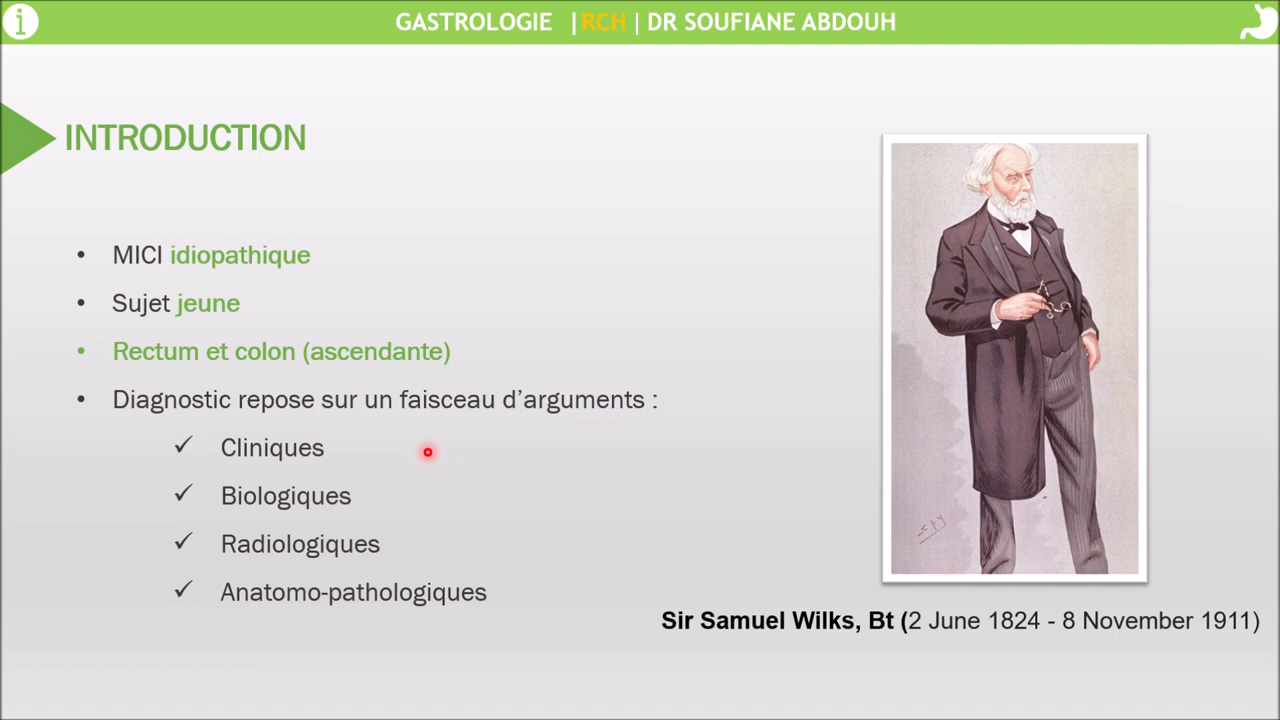 GASTROLOGIE | RCH | DR SOUFIANE ABDOUH
INTRODUCTION
• MICI idiopathique
• Sujet jeune
• Rectum et colon (ascendante)
• Diagnostic repose sur un faisceau d'arguments :
✓ Cliniques
✓ Biologiques
✓ Radiologiques
✓ Anatomo-pathologiques
Spy
Sir Samuel Wilks, Bt (2 June 1824 - 8 November 1911)